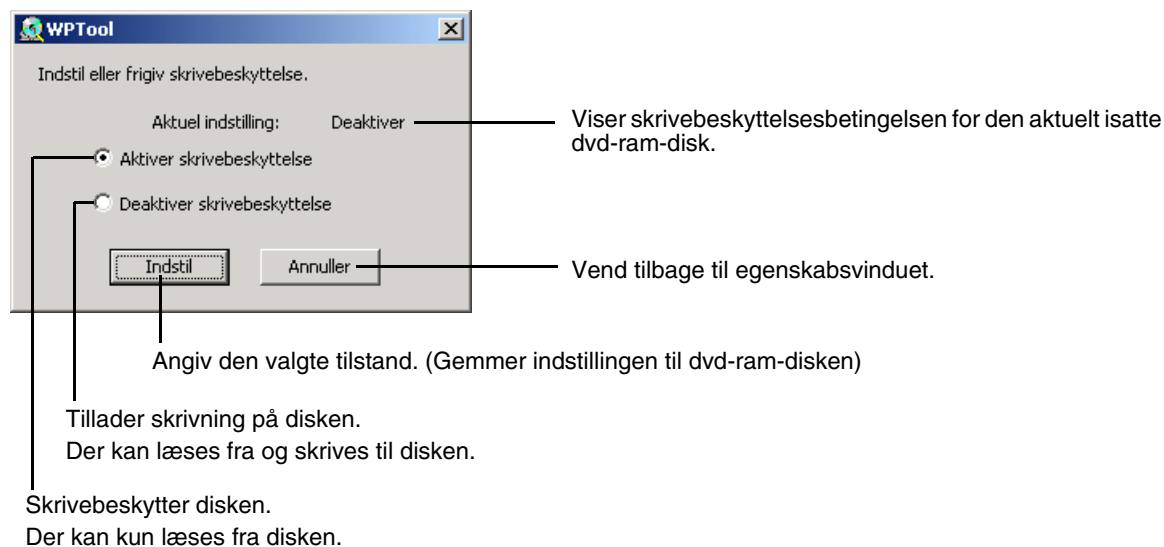 WPTool
Indstil eller frigiv skrivebeskyttelse.
Aktuel indstilling: Deaktiver
Viser skrivebeskyttelsesbetingelsen for den aktuelt isatte
dvd-ram-disk.
Aktiver skrivebeskyttelse
Deaktiver skrivebeskyttelse
Indstil Annuller
Vend tilbage til egenskabsvinduet.
Angiv den valgte tilstand. (Gemmer indstillingen til dvd-ram-disken)
Tillader skrivning på disken.
Der kan læses fra og skrives til disken.
Skrivebeskytter disken.
Der kan kun læses fra disken.